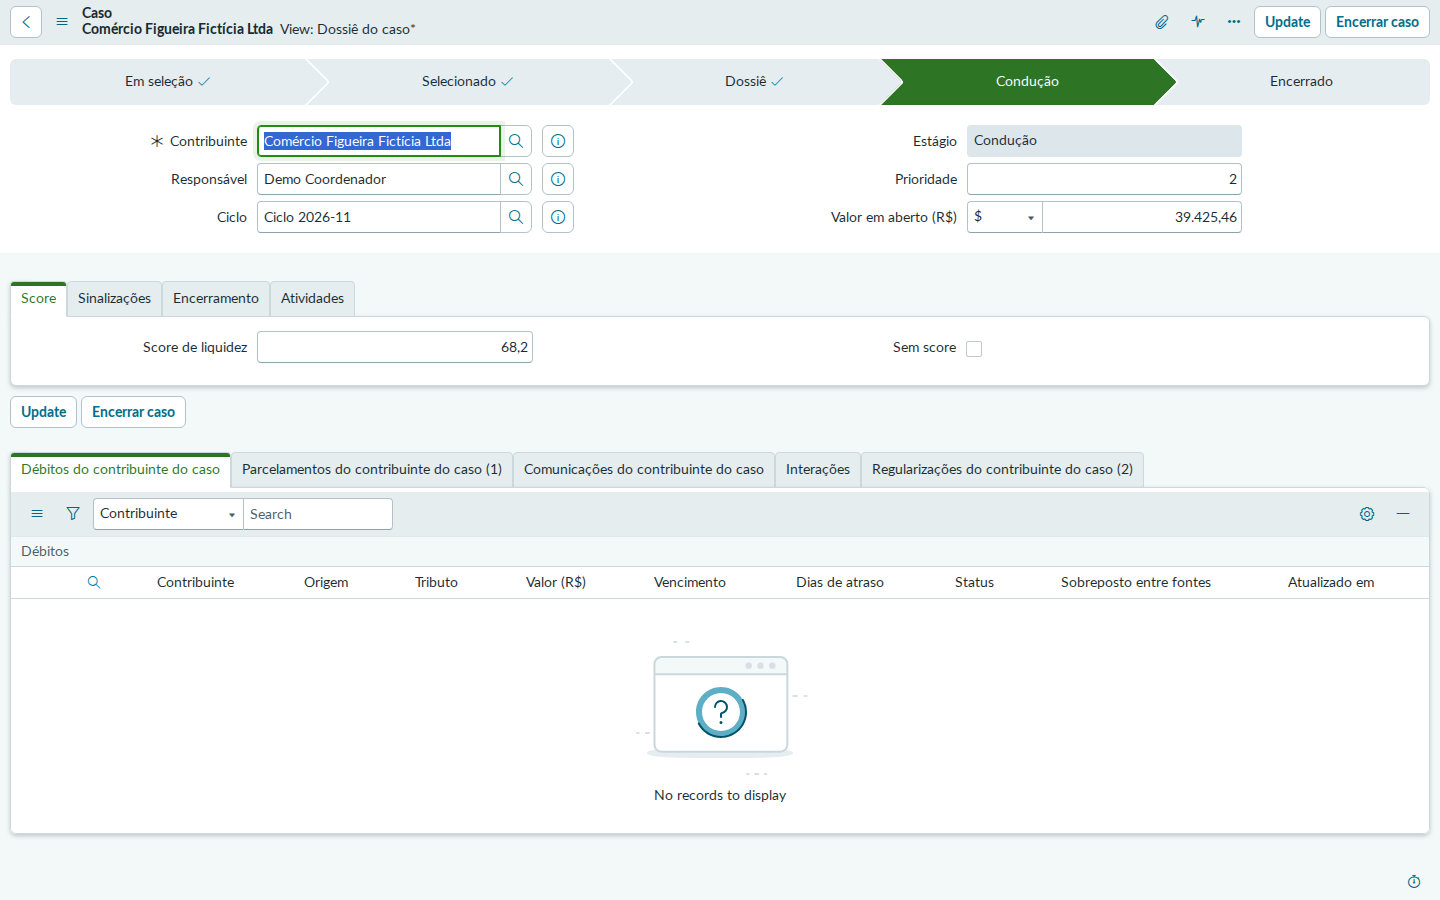 Caso
Comércio Figueira Fictícia Ltda View: Dossiê do caso*
Update
Encerrar caso
Em seleção
Selecionado
Dossiê
Condução
Encerrado
Contribuinte Comércio Figueira Fictícia Ltda
Responsável Demo Coordenador
Ciclo Ciclo 2026-11
Estágio Condução
Prioridade 2
Valor em aberto (R$) $ 39.425,46
Score Sinalizações Encerramento Atividades
Score de liquidez 68,2
Sem score
Update Encerrar caso
Débitos do contribuinte do caso Parcelamentos do contribuinte do caso (1) Comunicações do contribuinte do caso Interações Regularizações do contribuinte do caso (2)
Contribuinte Search
Débitos
Contribuinte Origem Tributo Valor (R$) Vencimento Dias de atraso Status Sobreposto entre fontes Atualizado em
No records to display